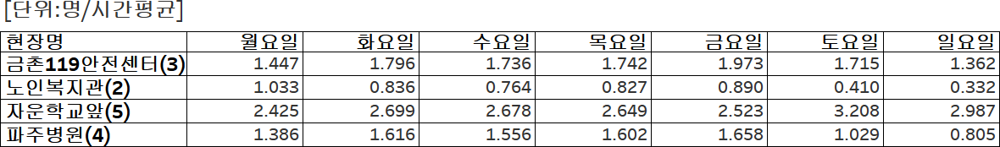 [단위:명/시간평균]
현장명 월요일 화요일 수요일 목요일 금요일 토요일 일요일
금촌119안전센터(3) 1.447 1.796 1.736 1.742 1.973 1.715 1.362
노인복지관(2) 1.033 0.836 0.764 0.827 0.890 0.410 0.332
자운학교앞(5) 2.425 2.699 2.678 2.649 2.523 3.208 2.987
파주병원(4) 1.386 1.616 1.556 1.602 1.658 1.029 0.805